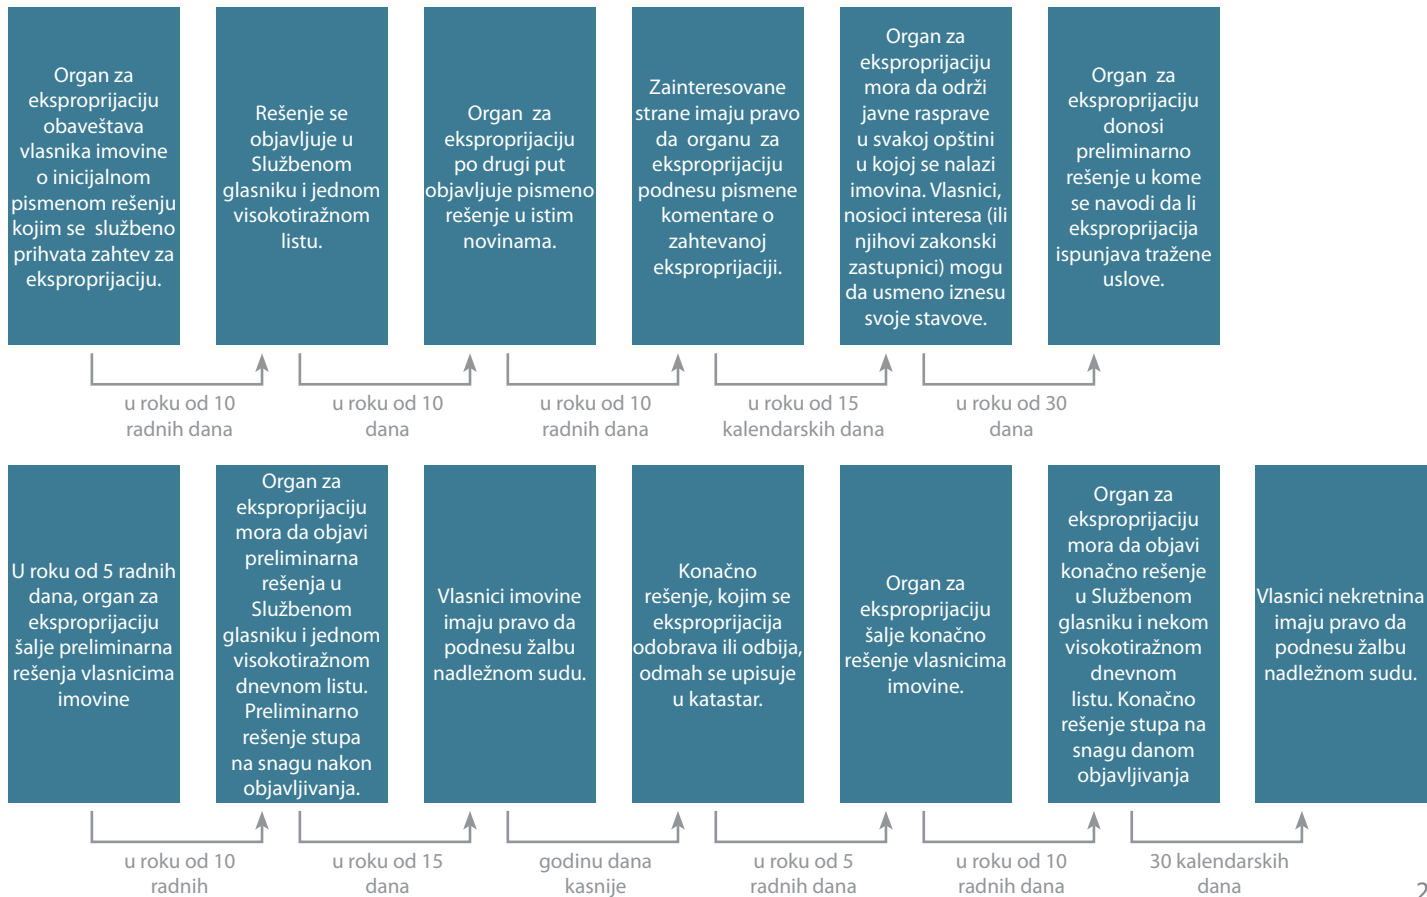 Organ za
eksproprijaciju
obaveštava
vlasnika imovine
o inicijalnom
pismenom rešenju
kojim se službeno
prihvata zahtev za
eksproprijaciju.
Rešenje se
objavljuje u
Službenom
glasniku i jednom
visokotiražnom
listu.
Organ za
eksproprijaciju
po drugi put
objavljuje pismeno
rešenje u istim
novinama.
Zainteresovane
strane imaju pravo
da organu za
eksproprijaciju
podnesu pismene
komentare o
zahtevanoj
eksproprijaciji.
Organ za
eksproprijaciju
mora da održi
javne rasprave
u svakoj opštini
u kojoj se nalazi
imovina. Vlasnici,
nosioci interesa (ili
njihovi zakonski
zastupnici) mogu
da usmeno iznesu
svoje stavove.
Organ za
eksproprijaciju
donosi
preliminarno
rešenje u kome
se navodi da li
eksproprijacija
ispunjava tražene
uslove.
u roku od 10
radnih dana
u roku od 10
dana
u roku od 10
radnih dana
u roku od 15
kalendarskih dana
u roku od 30
dana
U roku od 5 radnih
dana, organ za
eksproprijaciju
šalje preliminarna
rešenja vlasnicima
imovine
Organ za
eksproprijaciju
mora da objavi
preliminarna
rešenja u
Službenom
glasniku i jednom
visokotiražnom
dnevnom listu.
Preliminarno
rešenje stupa
na snagu nakon
objavljivanja.
Vlasnici imovine
imaju pravo da
podnesu žalbu
nadležnom sudu.
Konačno
rešenje, kojim se
eksproprijacija
odobrava ili odbija,
odmah se upisuje
u katastar.
Organ za
eksproprijaciju
šalje konačno
rešenje vlasnicima
imovine.
Organ za
eksproprijaciju
mora da objavi
konačno rešenje
u Službenom
glasniku i nekom
visokotiražnom
dnevnom
listu. Konačno
rešenje stupa na
snagu danom
objavljivanja
Vlasnici nekretnina
imaju pravo da
podnesu žalbu
nadležnom sudu.
u roku od 10
radnih
u roku od 15
dana
godinu dana
kasnije
u roku od 5
radnih dana
u roku od 10
radnih dana
30 kalendarskih
dana
2